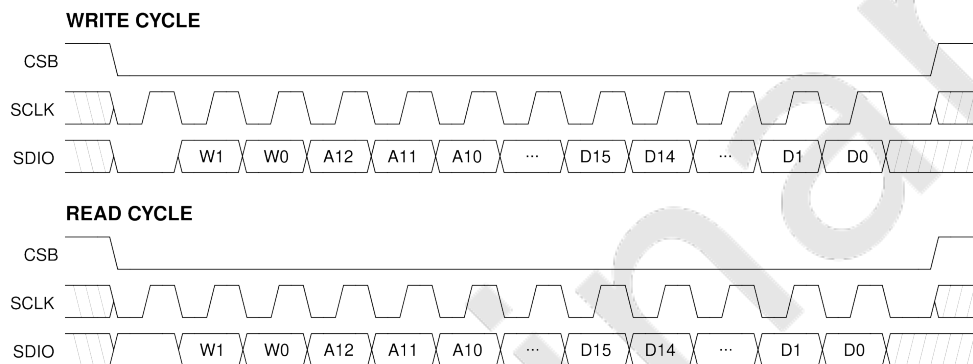 WRITE CYCLE
CSB
SCLK
SDIO W1 W0 A12 A11 A10 ... D15 D14 ... D1 D0
READ CYCLE
CSB
SCLK
SDIO W1 W0 A12 A11 A10 ... D15 D14 ... D1 D0